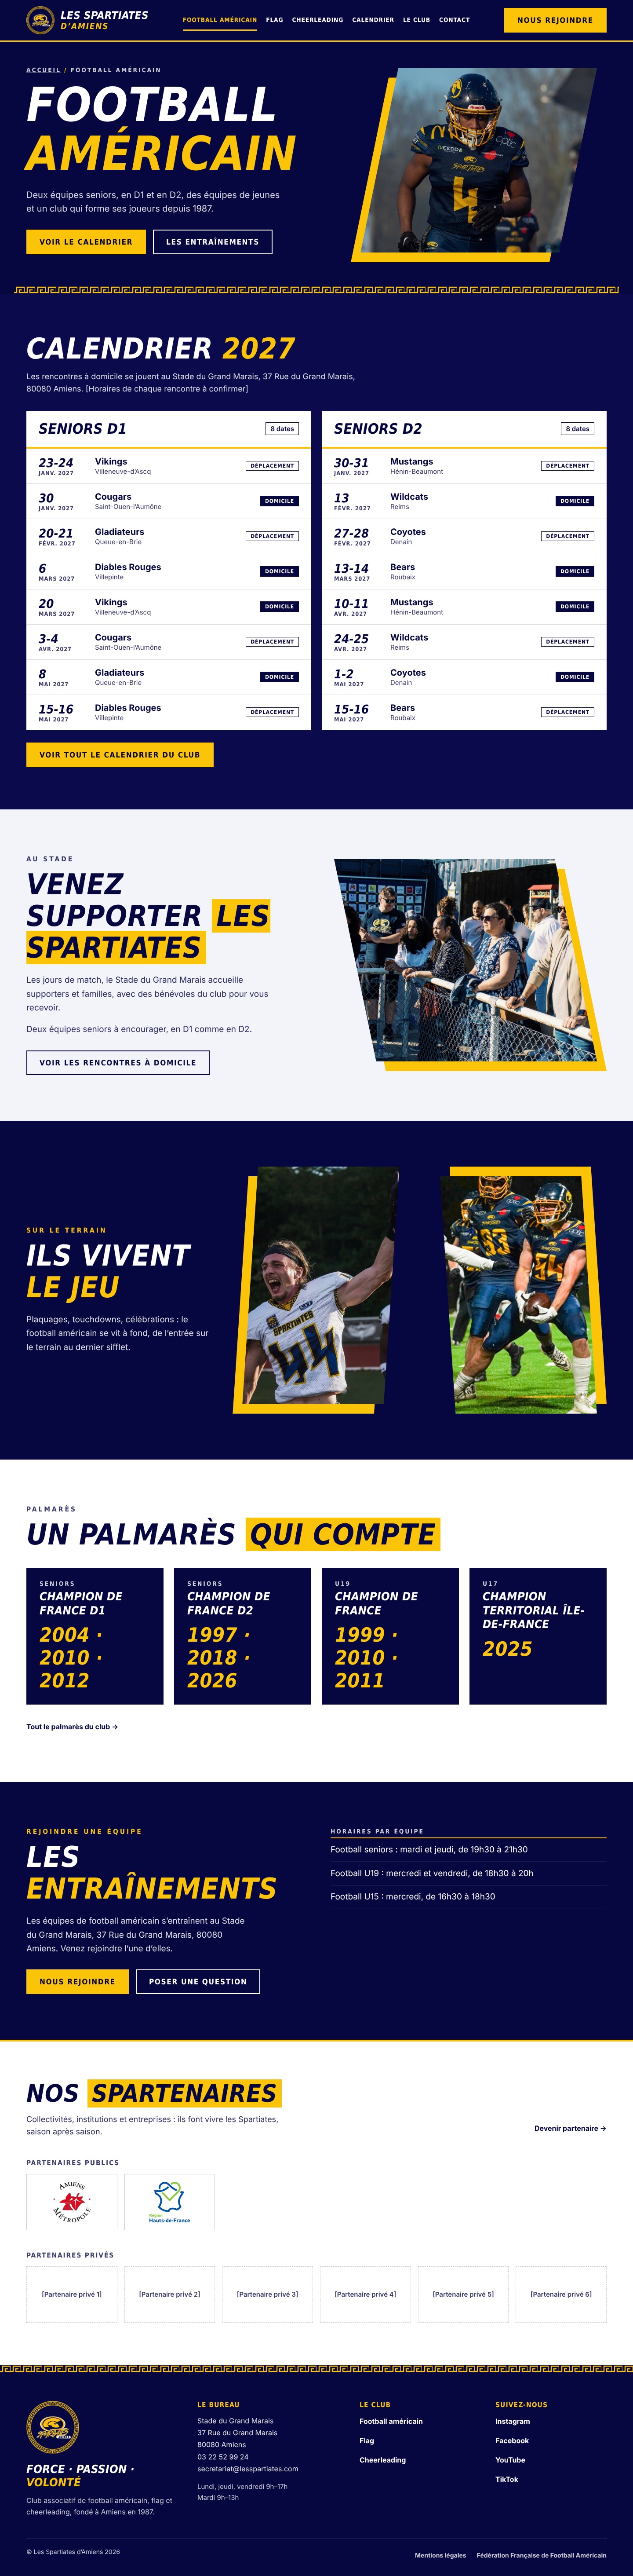 LES SPARTIATES
D'AMIENS
FOOTBALL AMÉRICAIN
FLAG
CHEERLEADING
CALENDRIER
LE CLUB
CONTACT
NOUS REJOINDRE
ACCUEIL / FOOTBALL AMÉRICAIN
FOOTBALL
AMÉRICAIN
Deux équipes seniors, en D1 et en D2, des équipes de jeunes
et un club qui forme ses joueurs depuis 1987.
VOIR LE CALENDRIER
LES ENTRAÎNEMENTS
CALENDRIER 2027
Les rencontres à domicile se jouent au Stade du Grand Marais, 37 Rue du Grand Marais,
80080 Amiens. [Horaires de chaque rencontre à confirmer]
SENIORS D1
8 dates
23-24
JANV. 2027
Vikings
Villeneuve-d'Ascq
DÉPLACEMENT
30
JANV. 2027
Cougars
Saint-Ouen-l'Aumône
DOMICILE
20-21
FÉVR. 2027
Gladiateurs
Queue-en-Brie
DÉPLACEMENT
6
MARS 2027
Diables Rouges
Villepinte
DOMICILE
20
MARS 2027
Vikings
Villeneuve-d'Ascq
DOMICILE
3-4
AVR. 2027
Cougars
Saint-Ouen-l'Aumône
DÉPLACEMENT
8
MAI 2027
Gladiateurs
Queue-en-Brie
DOMICILE
15-16
MAI 2027
Diables Rouges
Villepinte
DÉPLACEMENT
SENIORS D2
8 dates
30-31
JANV. 2027
Mustangs
Hénin-Beaumont
DÉPLACEMENT
13
FÉVR. 2027
Wildcats
Reims
DOMICILE
27-28
FÉVR. 2027
Coyotes
Denain
DÉPLACEMENT
13-14
MARS 2027
Bears
Roubaix
DOMICILE
10-11
AVR. 2027
Mustangs
Hénin-Beaumont
DOMICILE
24-25
AVR. 2027
Wildcats
Reims
DÉPLACEMENT
1-2
MAI 2027
Coyotes
Denain
DOMICILE
15-16
MAI 2027
Bears
Roubaix
DÉPLACEMENT
VOIR TOUT LE CALENDRIER DU CLUB
AU STADE
VENEZ
SUPPORTER LES
SPARTIATES
Les jours de match, le Stade du Grand Marais accueille
supporters et familles, avec des bénévoles du club pour vous
recevoir.
Deux équipes seniors à encourager, en D1 comme en D2.
VOIR LES RENCONTRES À DOMICILE
SUR LE TERRAIN
ILS VIVENT
LE JEU
Plaquages, touchdowns, célébrations : le
football américain se vit à fond, de l'entrée sur
le terrain au dernier sifflet.
SPARTIATES
44
PALMARÈS
UN PALMARÈS QUI COMPTE
SENIORS
CHAMPION DE
FRANCE D1
2004 ·
2010 ·
2012
SENIORS
CHAMPION DE
FRANCE D2
1997 ·
2018 ·
2026
U19
CHAMPION DE
FRANCE
1999 ·
2010 ·
2011
U17
CHAMPION
TERRITORIAL ÎLE-
DE-FRANCE
2025
Tout le palmarès du club →
REJOINDRE UNE ÉQUIPE
LES
ENTRAÎNEMENTS
Les équipes de football américain s'entraînent au Stade
du Grand Marais, 37 Rue du Grand Marais, 80080
Amiens. Venez rejoindre l'une d'elles.
NOUS REJOINDRE
POSER UNE QUESTION
HORAIRES PAR ÉQUIPE
Football seniors : mardi et jeudi, de 19h30 à 21h30
Football U19 : mercredi et vendredi, de 18h30 à 20h
Football U15 : mercredi, de 16h30 à 18h30
NOS SPARTENAIRES
Collectivités, institutions et entreprises : ils font vivre les Spartiates,
saison après saison.
Devenir partenaire →
PARTENAIRES PUBLICS
AMIENS
MÉTROPOLE
Région
Hauts-de-France
PARTENAIRES PRIVÉS
[Partenaire privé 1]
[Partenaire privé 2]
[Partenaire privé 3]
[Partenaire privé 4]
[Partenaire privé 5]
[Partenaire privé 6]
FORCE · PASSION ·
VOLONTÉ
Club associatif de football américain, flag et
cheerleading, fondé à Amiens en 1987.
LE BUREAU
Stade du Grand Marais
37 Rue du Grand Marais
80080 Amiens
03 22 52 99 24
secretariat@lesspartiates.com
Lundi, jeudi, vendredi 9h–17h
Mardi 9h–13h
LE CLUB
Football américain
Flag
Cheerleading
SUIVEZ-NOUS
Instagram
Facebook
YouTube
TikTok
© Les Spartiates d'Amiens 2026
Mentions légales
Fédération Française de Football Américain